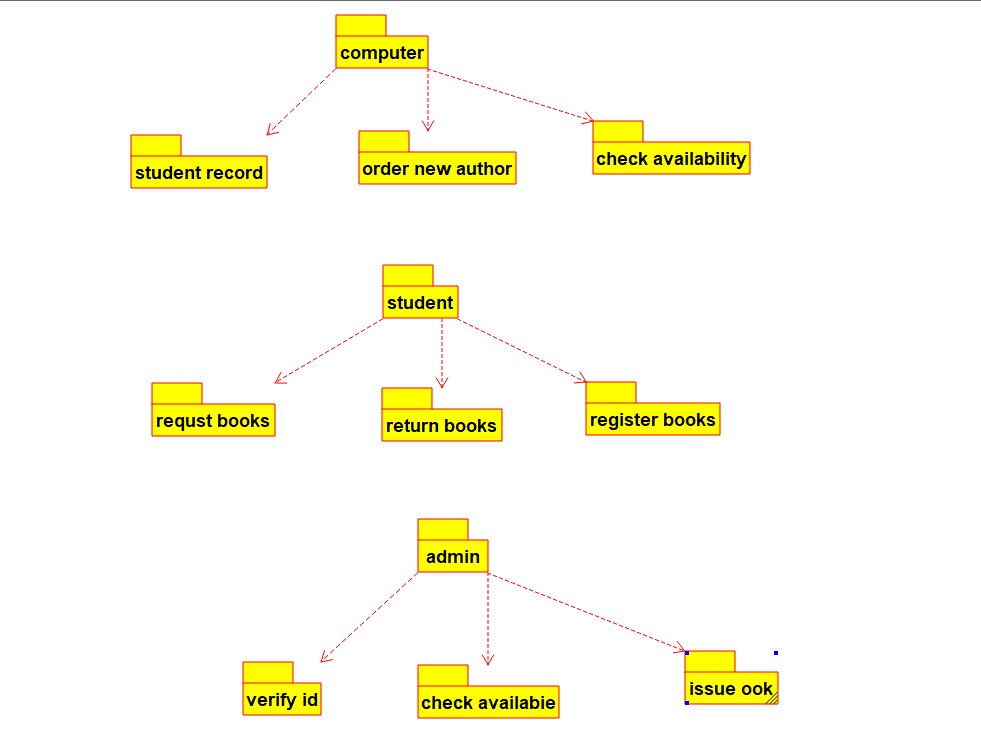 computer
student record
order new author
check availability
student
requst books
return books
register books
admin
verify id
check availabie
issue ook